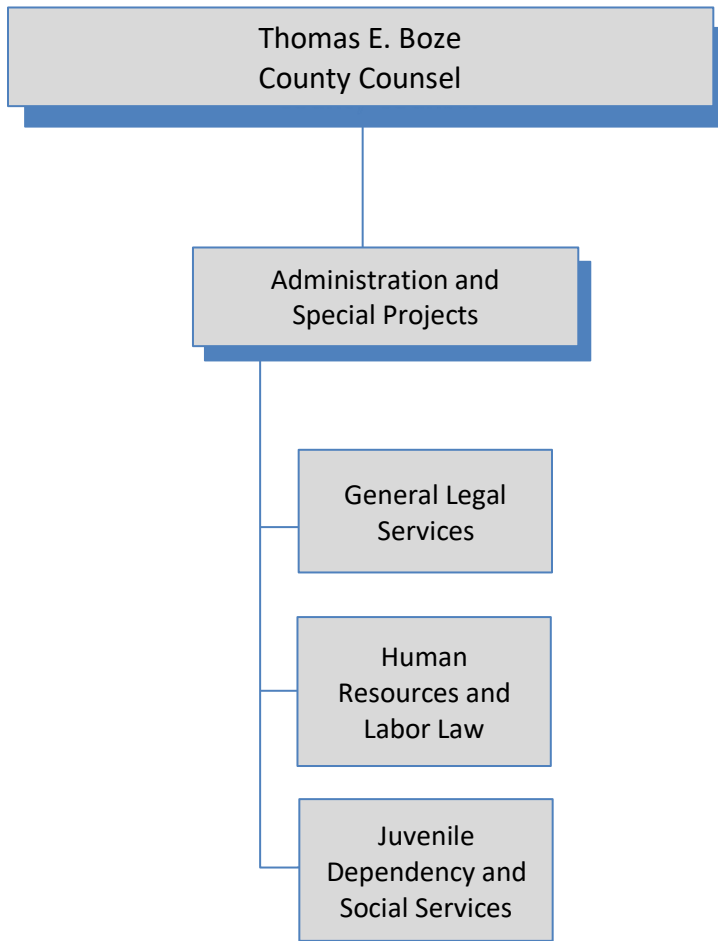 Thomas E. Boze
County Counsel
Administration and
Special Projects
General Legal
Services
Human
Resources and
Labor Law
Juvenile
Dependency and
Social Services